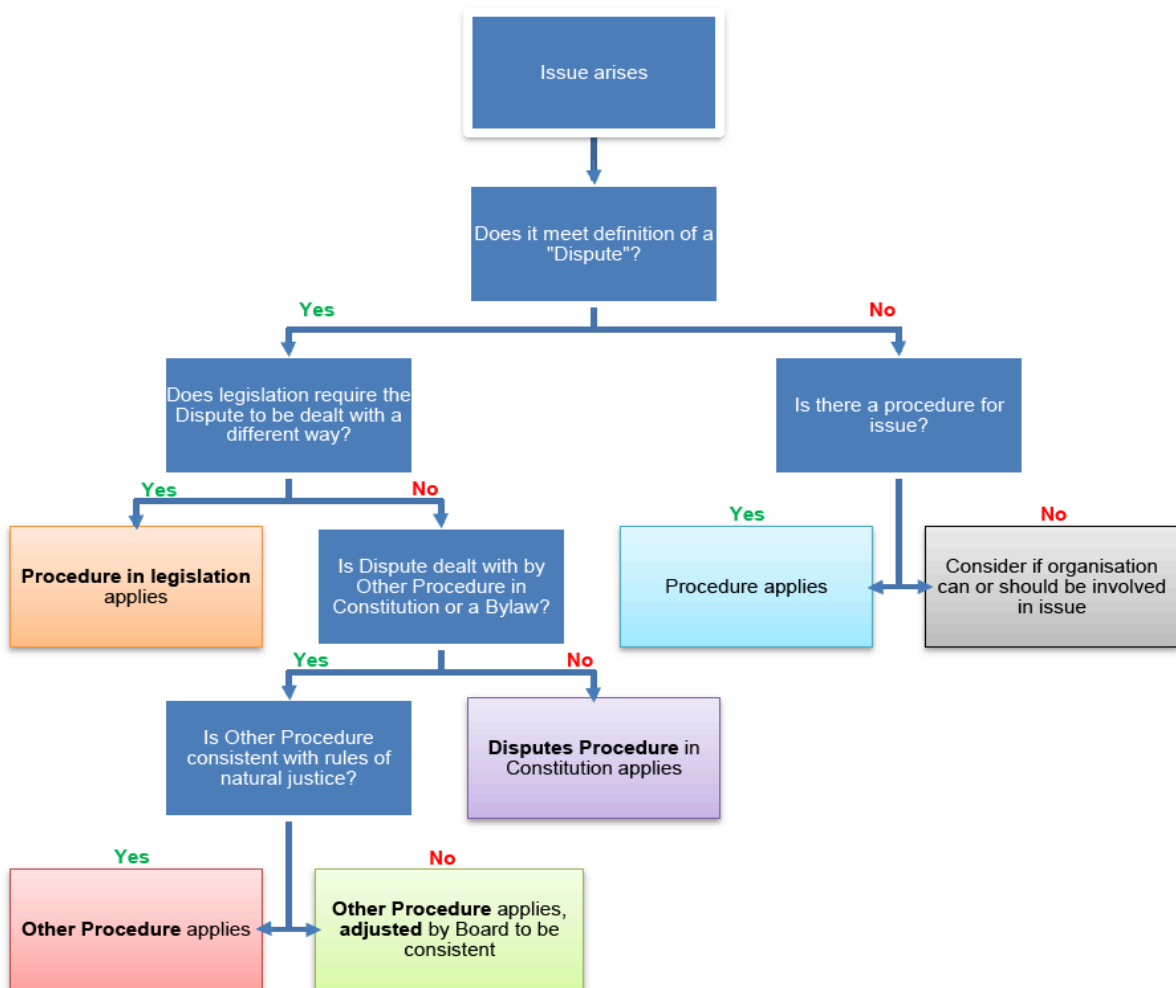 Issue arises
Does it meet definition of a
"Dispute"?
Yes
No
Does legislation require the
Dispute to be dealt with a
different way?
Is there a procedure for
issue?
Yes
No
Yes
No
Procedure in legislation
applies
Is Dispute dealt with by
Other Procedure in
Constitution or a Bylaw?
Procedure applies
Consider if organisation
can or should be involved
in issue
Yes
No
Is Other Procedure
consistent with rules of
natural justice?
Disputes Procedure in
Constitution applies
Yes
No
Other Procedure applies
Other Procedure applies,
adjusted by Board to be
consistent